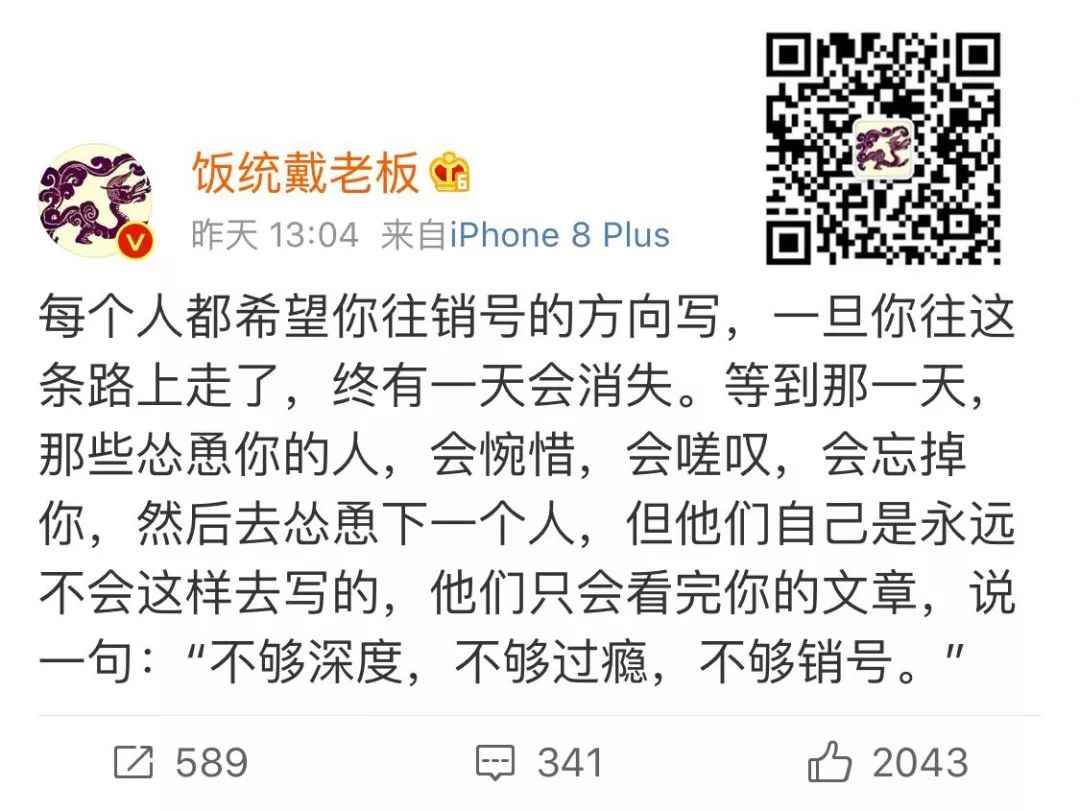 饭统戴老板
昨天 13:04 来自iPhone 8 Plus
每个人都希望你往销号的方向写，一旦你往这
条路上走了，终有一天会消失。等到那一天，
那些怂恿你的人，会惋惜，会嗟叹，会忘掉
你，然后去怂恿下一个人，但他们自己是永远
不会这样去写的，他们只会看完你的文章，说
一句：“不够深度，不够过瘾，不够销号。”
589 341 2043